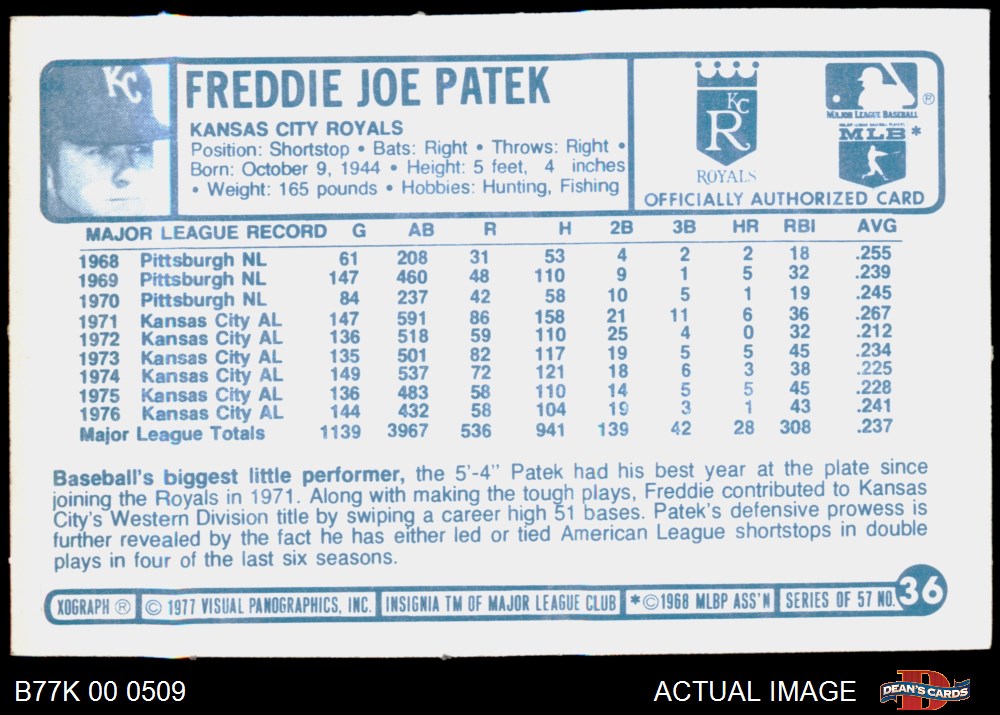 KC
FREDDIE JOE PATEK
KANSAS CITY ROYALS
Position: Shortstop • Bats: Right • Throws: Right •
Born: October 9, 1944 • Height: 5 feet, 4 inches
• Weight: 165 pounds • Hobbies: Hunting, Fishing
KC
R
ROYALS
®
MAJOR LEAGUE BASEBALL
MAJOR LEAGUE BASEBALL PLAYERS
MLB*
OFFICIALLY AUTHORIZED CARD
MAJOR LEAGUE RECORD G AB R H 2B 3B HR RBI AVG
1968 Pittsburgh NL 61 208 31 53 4 2 2 18 .255
1969 Pittsburgh NL 147 460 48 110 9 1 5 32 .239
1970 Pittsburgh NL 84 237 42 58 10 5 1 19 .245
1971 Kansas City AL 147 591 86 158 21 11 6 36 .267
1972 Kansas City AL 136 518 59 110 25 4 0 32 .212
1973 Kansas City AL 135 501 82 117 19 5 5 45 .234
1974 Kansas City AL 149 537 72 121 18 6 3 38 .225
1975 Kansas City AL 136 483 58 110 14 5 5 45 .228
1976 Kansas City AL 144 432 58 104 19 3 1 43 .241
Major League Totals 1139 3967 536 941 139 42 28 308 .237
Baseball's biggest little performer, the 5'-4" Patek had his best year at the plate since
joining the Royals in 1971. Along with making the tough plays, Freddie contributed to Kansas
City's Western Division title by swiping a career high 51 bases. Patek's defensive prowess is
further revealed by the fact he has either led or tied American League shortstops in double
plays in four of the last six seasons.
XOGRAPH ® © 1977 VISUAL PANOGRAPHICS, INC. INSIGNIA TM OF MAJOR LEAGUE CLUB *©1968 MLBP ASS'N SERIES OF 57 NO. 36
B77K 00 0509 ACTUAL IMAGE DEAN'S CARDS